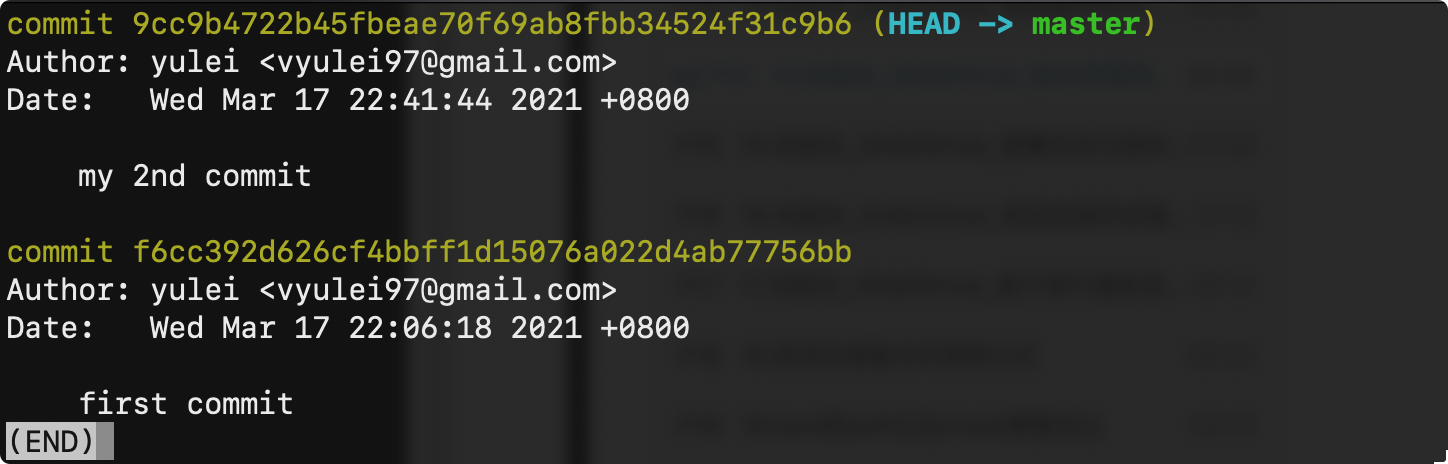 commit 9cc9b4722b45fbeae70f69ab8fbb34524f31c9b6 (HEAD -> master)
Author: yulei <vyulei97@gmail.com>
Date:   Wed Mar 17 22:41:44 2021 +0800
my 2nd commit
commit f6cc392d626cf4bbff1d15076a022d4ab77756bb
Author: yulei <vyulei97@gmail.com>
Date:   Wed Mar 17 22:06:18 2021 +0800
first commit
(END)